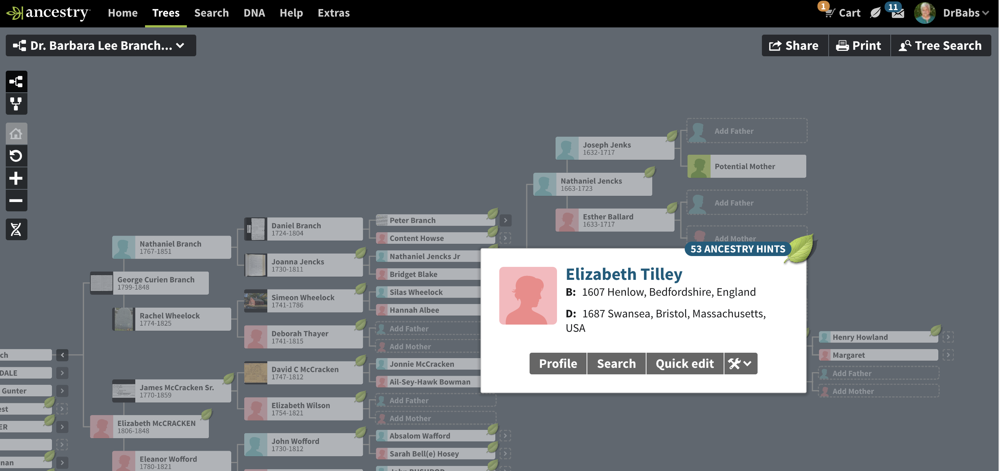 ancestry Home Trees Search DNA Help Extras 1 Cart 11 DrBabs
Dr. Barbara Lee Branch... Share Print Tree Search
Add Father
Joseph Jenks
1632-1717
Potential Mother
Nathaniel Jencks
1663-1723
Add Father
Esther Ballard
1633-1717
Add Mother
Peter Branch
Daniel Branch
1724-1804
Content Howse
Nathaniel Branch
1767-1851
Nathaniel Jencks Jr
Joanna Jencks
1730-1811
Bridget Blake
George Curien Branch
1799-1848
Silas Wheelock
Simeon Wheelock
1741-1786
Hannah Albee
Rachel Wheelock
1774-1825
Add Father
Deborah Thayer
1741-1815
Add Mother
ch
Jonnie McCracken
David C McCracken
1747-1812
DALE
Ail-Sey-Hawk Bowman
James McCracken Sr.
1770-1859
Gunter
Add Father
Elizabeth Wilson
1754-1821
est
Add Mother
Elizabeth McCRACKEN
1806-1848
ER
Absalom Wafford
John Wofford
1730-1812
Sarah Bell(e) Hosey
Eleanor Wofford
1780-1821
nan
53 ANCESTRY HINTS
Elizabeth Tilley
B: 1607 Henlow, Bedfordshire, England
D: 1687 Swansea, Bristol, Massachusetts,
USA
Profile Search Quick edit
Henry Howland
Margaret
Add Father
Add Mother